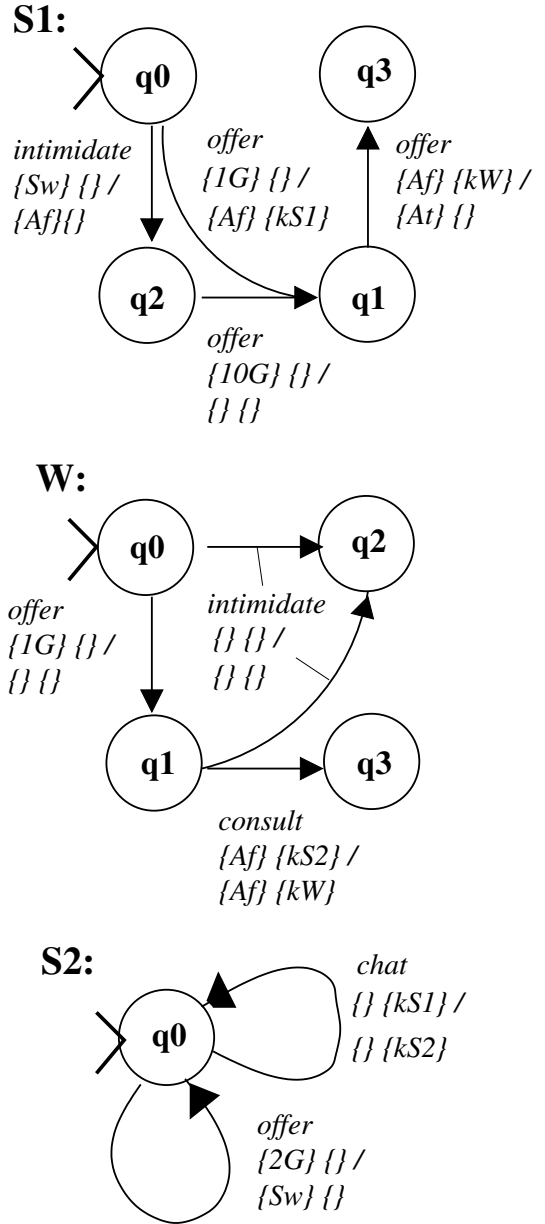 S1:
q0
q3
intimidate
{Sw} {} /
{Af}{}
offer
{1G} {} /
{Af} {kS1}
offer
{Af} {kW} /
{At} {}
q2
q1
offer
{10G} {} /
{} {}
W:
q0
q2
offer
{1G} {} /
{} {}
intimidate
{} {} /
{} {}
q1
q3
consult
{Af} {kS2} /
{Af} {kW}
S2:
q0
chat
{} {kS1} /
{} {kS2}
offer
{2G} {} /
{Sw} {}